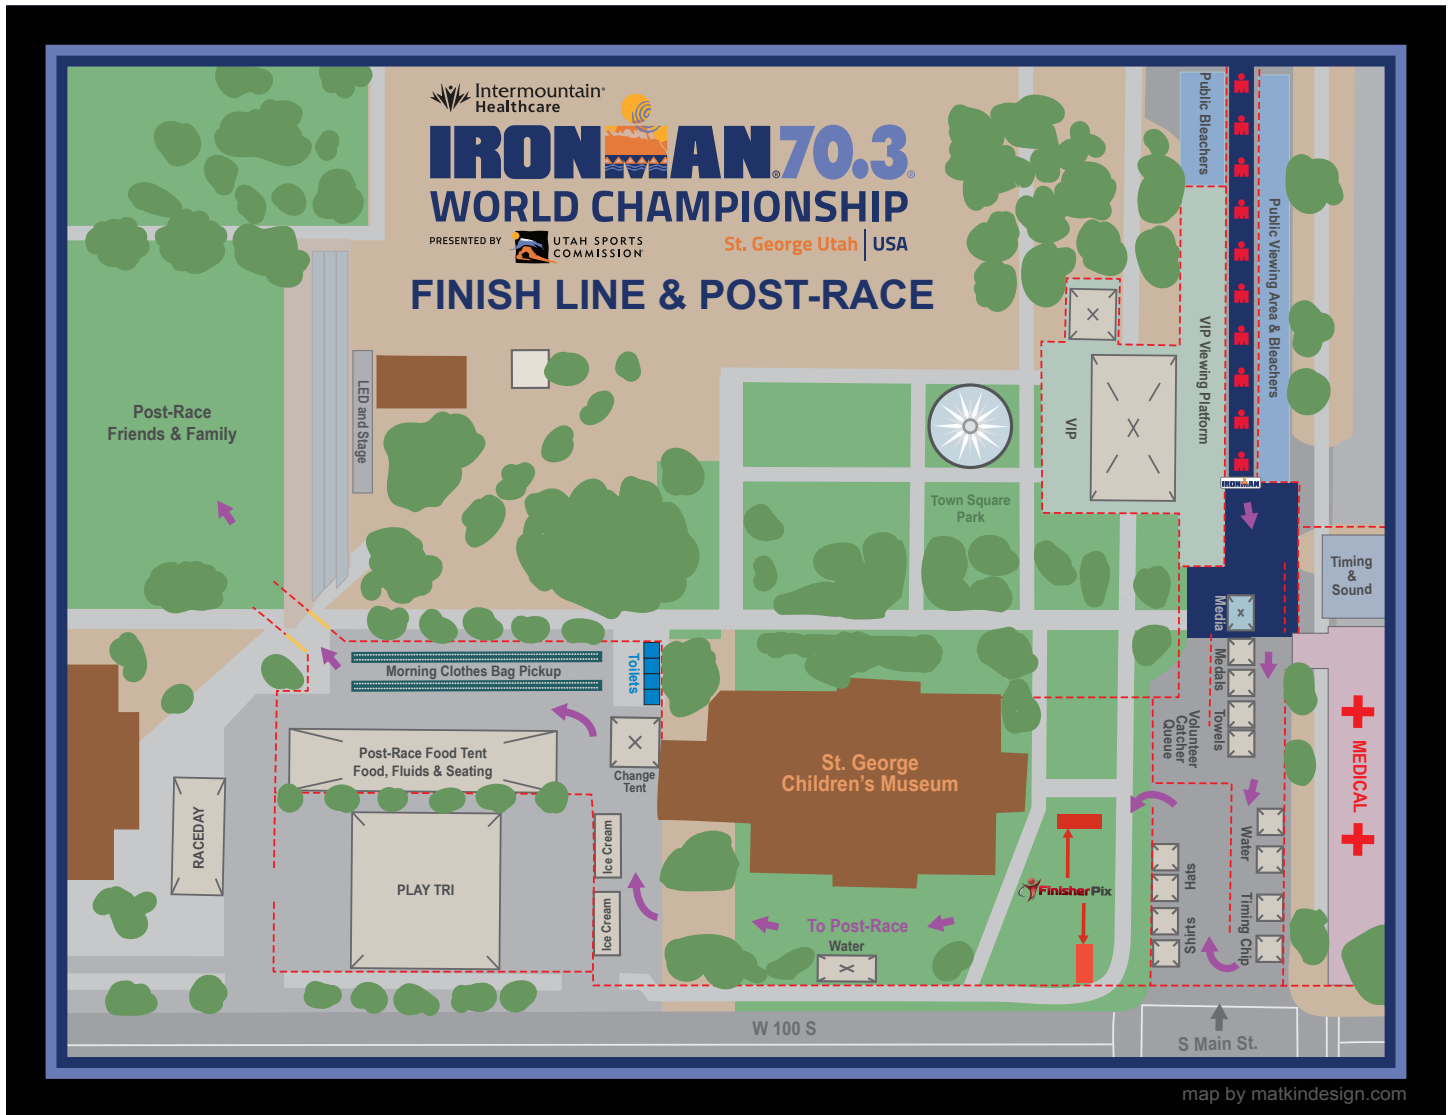 Intermountain®
Healthcare
IRONMAN® 70.3®
WORLD CHAMPIONSHIP
PRESENTED BY
UTAH SPORTS
COMMISSION
St. George Utah | USA
FINISH LINE & POST-RACE
Public Bleachers
Public Viewing Area & Bleachers
VIP Viewing Platform
VIP
LED and Stage
Post-Race
Friends & Family
IRONMAN
Town Square
Park
Timing
&
Sound
Media
Medals
Towels
Volunteer
Catcher
Queue
MEDICAL
Morning Clothes Bag Pickup
Toilets
Post-Race Food Tent
Food, Fluids & Seating
Change
Tent
St. George
Children's Museum
RACEDAY
PLAY TRI
Ice Cream
Ice Cream
FinisherPix
Water
Hats
Shirts
Timing Chip
To Post-Race
Water
W 100 S
S Main St.
map by matkindesign.com